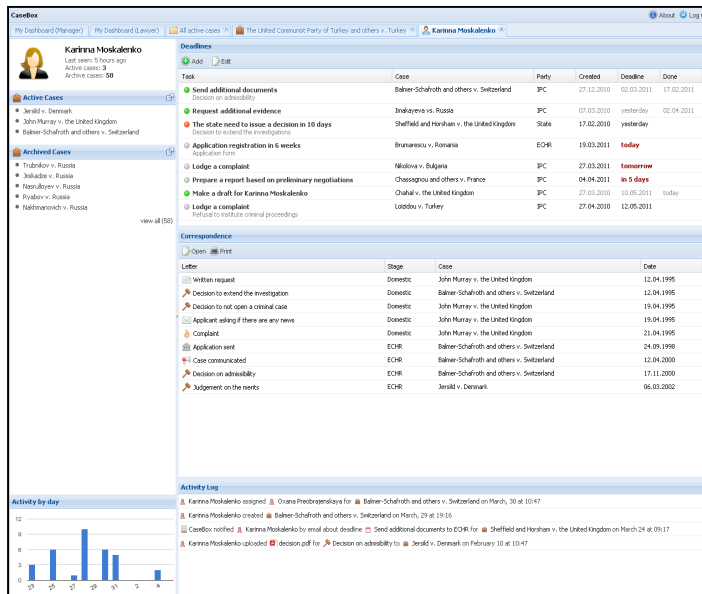 CaseBox
About Log
My Dashboard (Manager) My Dashboard (Lawyer) All active cases The United Communist Party of Turkey and others v. Turkey Karinna Moskalenko
Karinna Moskalenko
Last seen: 5 hours ago
Active cases: 3
Archive cases: 58
Active Cases
Jersild v. Denmark
John Murray v. the United Kingdom
Balmer-Schafroth and others v. Switzerland
Archived Cases
Trubnikov v. Russia
Jmikadze v. Russia
Nasrulloyev v. Russia
Ryabov v. Russia
Nakhmanovich v. Russia
view all (58)
Activity by day
12
9
6
3
0
23 25 27 29 31 2 4
Deadlines
Add Edit
Task Case Party Created Deadline Done
Send additional documents Balmer-Schafroth and others v. Switzerland IPC 27.12.2010 02.03.2011 17.02.2011
Decision on admissibility
Request additional evidence Imakayeva vs. Russia IPC 07.03.2010 yesterday 02.04.2011
The state need to issue a decision in 10 days Sheffield and Horsham v. the United Kingdom State 17.02.2010 yesterday
Decision to extend the investigations
Application registration in 6 weeks Brumarescu v. Romania ECHR 19.03.2011 today
Application form
Lodge a complaint Nikolova v. Bulgaria IPC 27.03.2011 tomorrow
Prepare a report based on preliminary negotiations Chassagnou and others v. France IPC 04.04.2011 in 5 days
Make a draft for Karinna Moskalenko Chahal v. the United Kingdom IPC 27.03.2010 10.05.2011 today
Lodge a complaint Loizidou v. Turkey IPC 27.04.2010 12.05.2011
Refusal to institute criminal proceedings
Correspondence
Open Print
Letter Stage Case Date
Written request Domestic John Murray v. the United Kingdom 12.04.1995
Decision to extend the investigation Domestic Balmer-Schafroth and others v. Switzerland 12.04.1995
Decision to not open a criminal case Domestic John Murray v. the United Kingdom 19.04.1995
Applicant asking if there are any news Domestic John Murray v. the United Kingdom 19.04.1995
Complaint Domestic John Murray v. the United Kingdom 21.04.1995
Application sent ECHR Balmer-Schafroth and others v. Switzerland 24.09.1998
Case communicated ECHR Balmer-Schafroth and others v. Switzerland 12.04.2000
Decision on admissibility ECHR Balmer-Schafroth and others v. Switzerland 17.11.2000
Judgement on the merits ECHR Jersild v. Denmark 06.03.2002
Activity Log
Karinna Moskalenko assigned Oxana Preobrajenskaya for Balmer-Schafroth and others v. Switzerland on March, 30 at 10:47
Karinna Moskalenko created Balmer-Schafroth and others v. Switzerland on March, 29 at 19:16
CaseBox notified Karinna Moskalenko by email about deadline Send additional documents to ECHR for Sheffield and Horsham v. the United Kingdom on March 24 at 09:17
Karinna Moskalenko uploaded decision.pdf for Decision on admisibility to Jersild v. Denmark on February 10 at 10:47